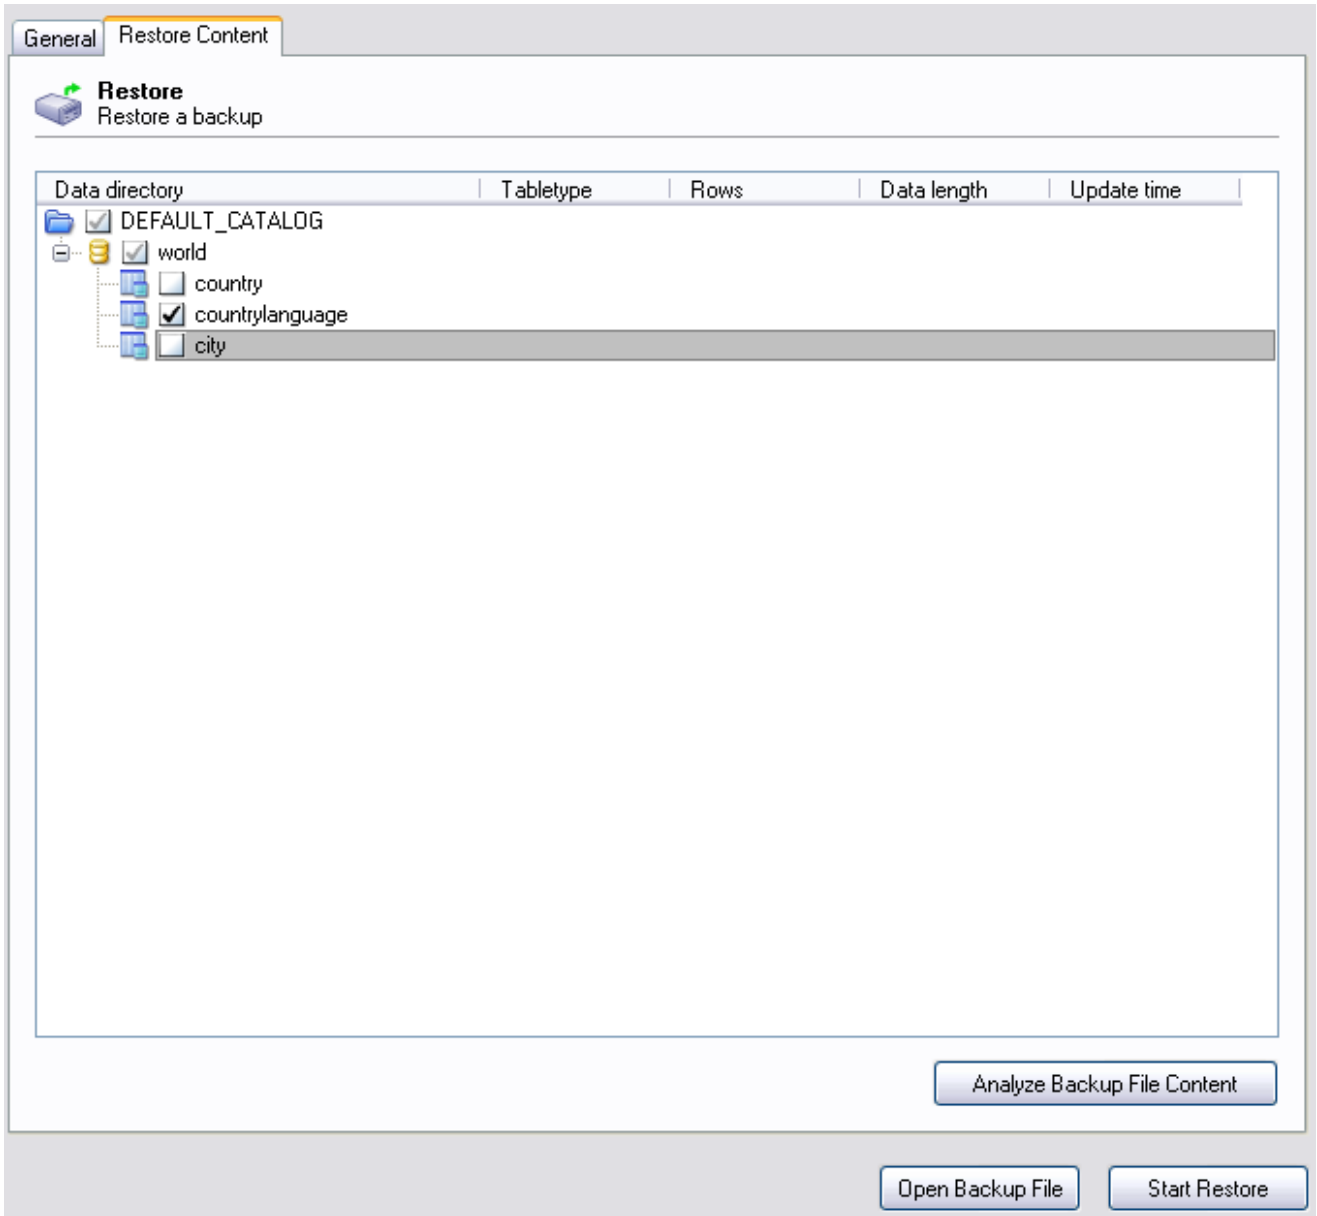 General Restore Content
Restore
Restore a backup
Data directory Tabletype Rows Data length Update time
DEFAULT_CATALOG
world
country
countrylanguage
city
Analyze Backup File Content
Open Backup File Start Restore